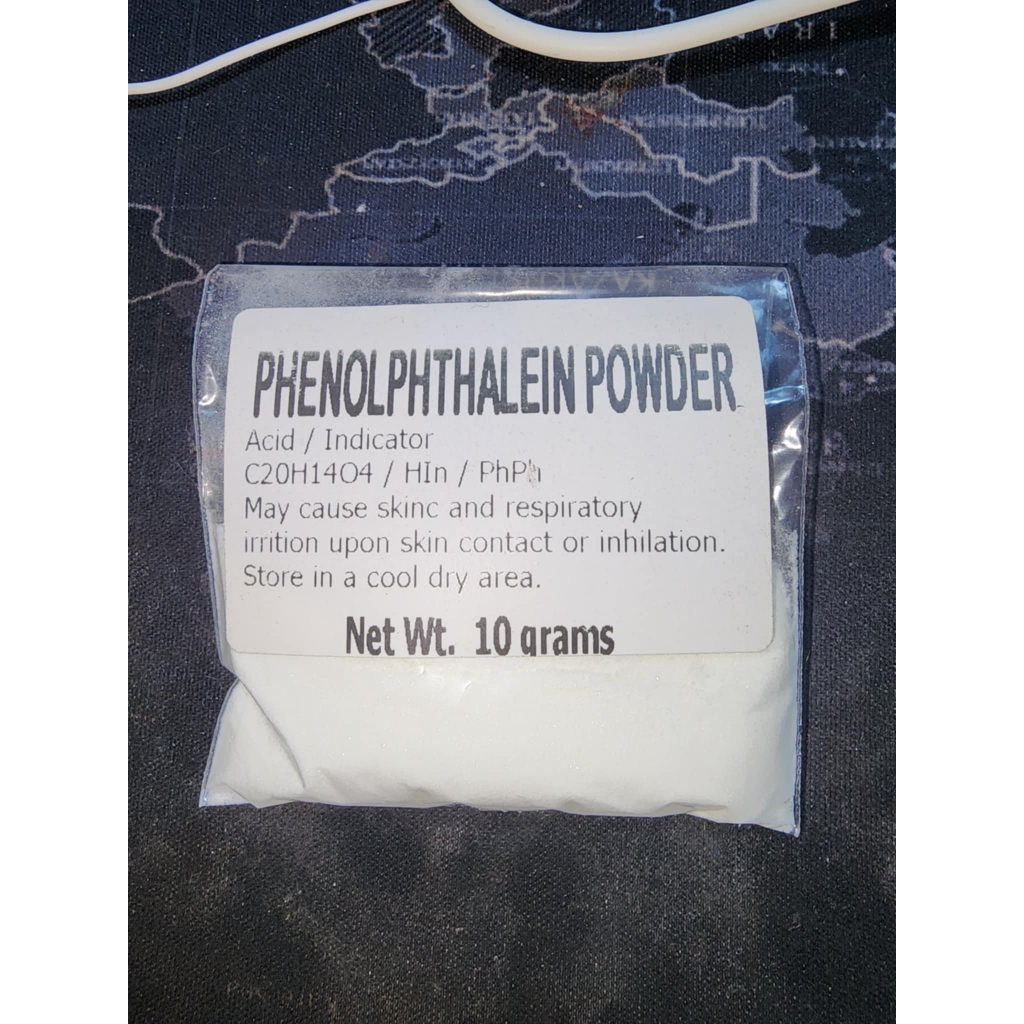 PHENOLPHTHALEIN POWDER
Acid / Indicator
C20H14O4 / HIn / PhPh
May cause skinc and respiratory
irrition upon skin contact or inhilation.
Store in a cool dry area.
Net Wt. 10 grams